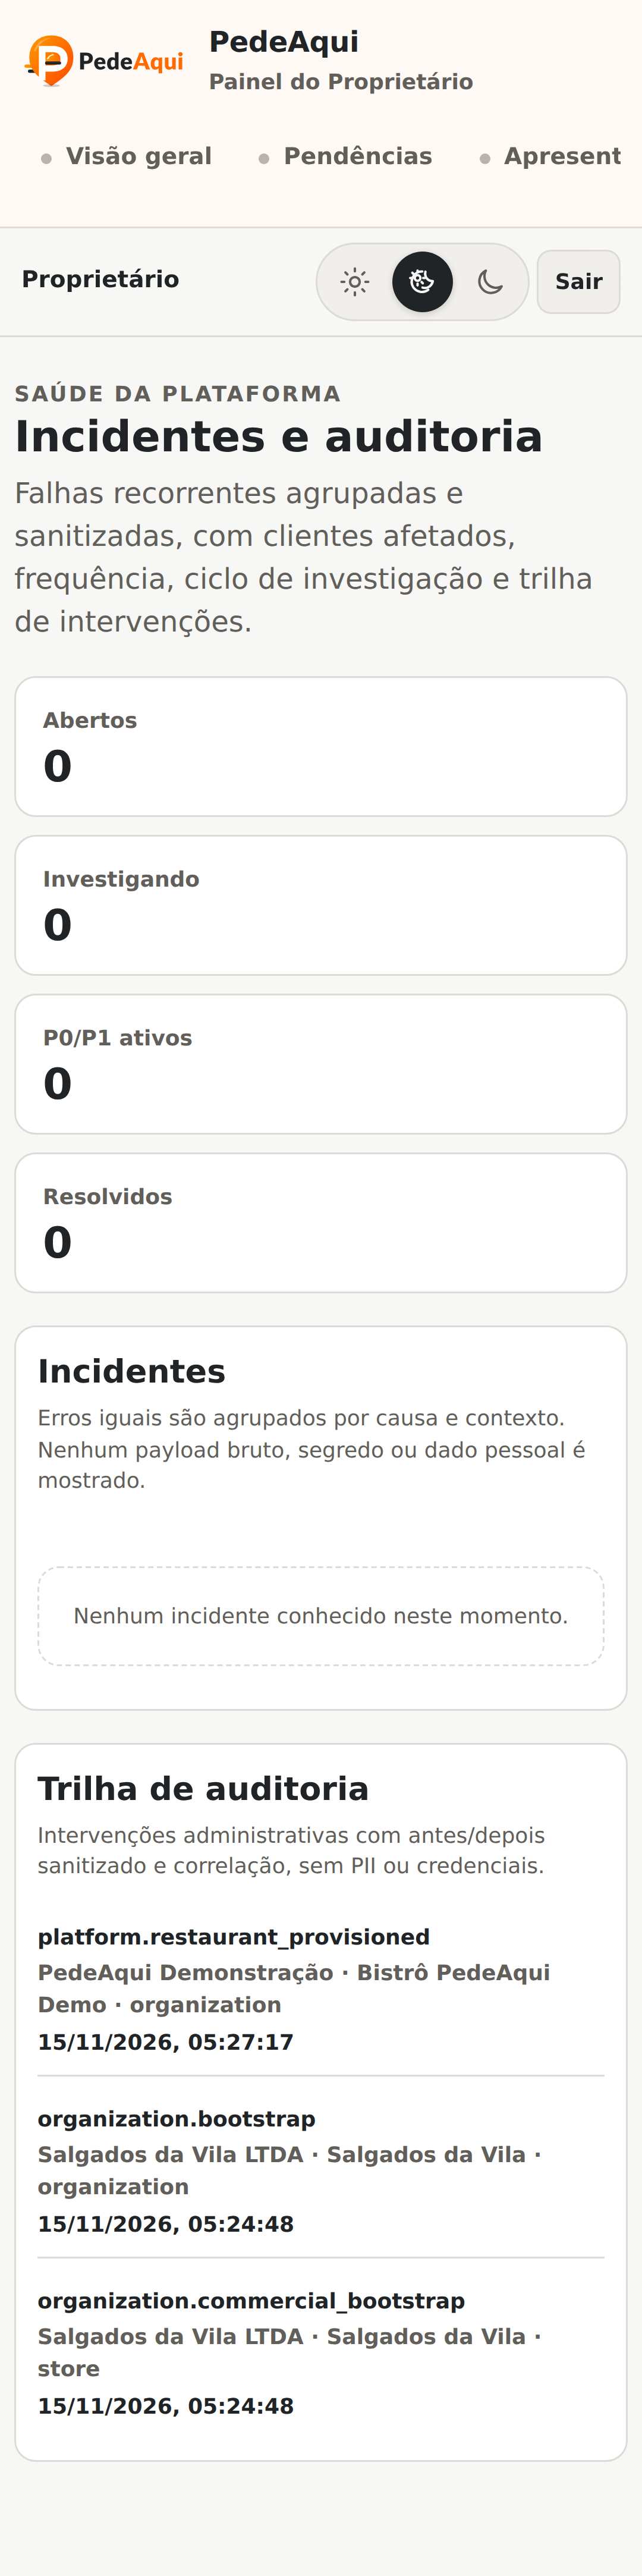 PedeAqui
PedeAqui
Painel do Proprietário
Visão geral
Pendências
Apresent
Proprietário
Sair
SAÚDE DA PLATAFORMA
Incidentes e auditoria
Falhas recorrentes agrupadas e
sanitizadas, com clientes afetados,
frequência, ciclo de investigação e trilha
de intervenções.
Abertos
0
Investigando
0
P0/P1 ativos
0
Resolvidos
0
Incidentes
Erros iguais são agrupados por causa e contexto.
Nenhum payload bruto, segredo ou dado pessoal é
mostrado.
Nenhum incidente conhecido neste momento.
Trilha de auditoria
Intervenções administrativas com antes/depois
sanitizado e correlação, sem PII ou credenciais.
platform.restaurant_provisioned
PedeAqui Demonstração · Bistrô PedeAqui
Demo · organization
15/11/2026, 05:27:17
organization.bootstrap
Salgados da Vila LTDA · Salgados da Vila ·
organization
15/11/2026, 05:24:48
organization.commercial_bootstrap
Salgados da Vila LTDA · Salgados da Vila ·
store
15/11/2026, 05:24:48